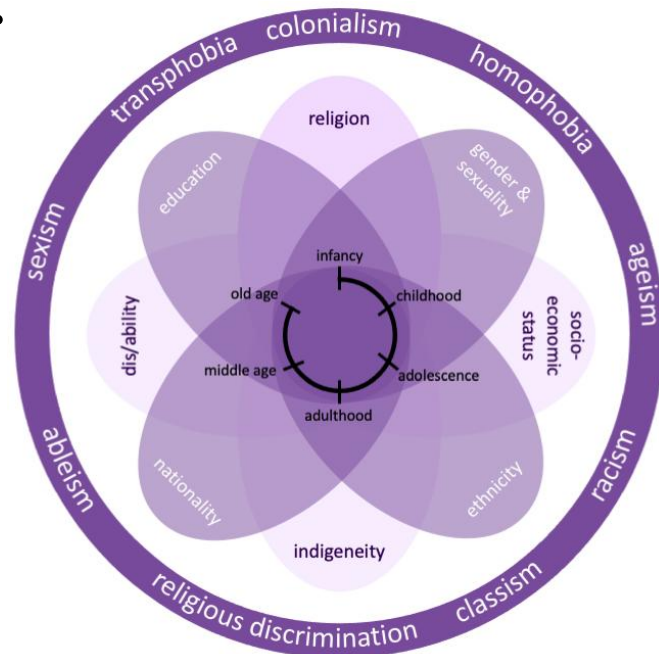 colonialism
homophobia
ageism
racism
classism
religious discrimination
ableism
sexism
transphobia
religion
gender &
sexuality
socio-
economic
status
ethnicity
indigeneity
nationality
dis/ability
education
infancy
childhood
adolescence
adulthood
middle age
old age